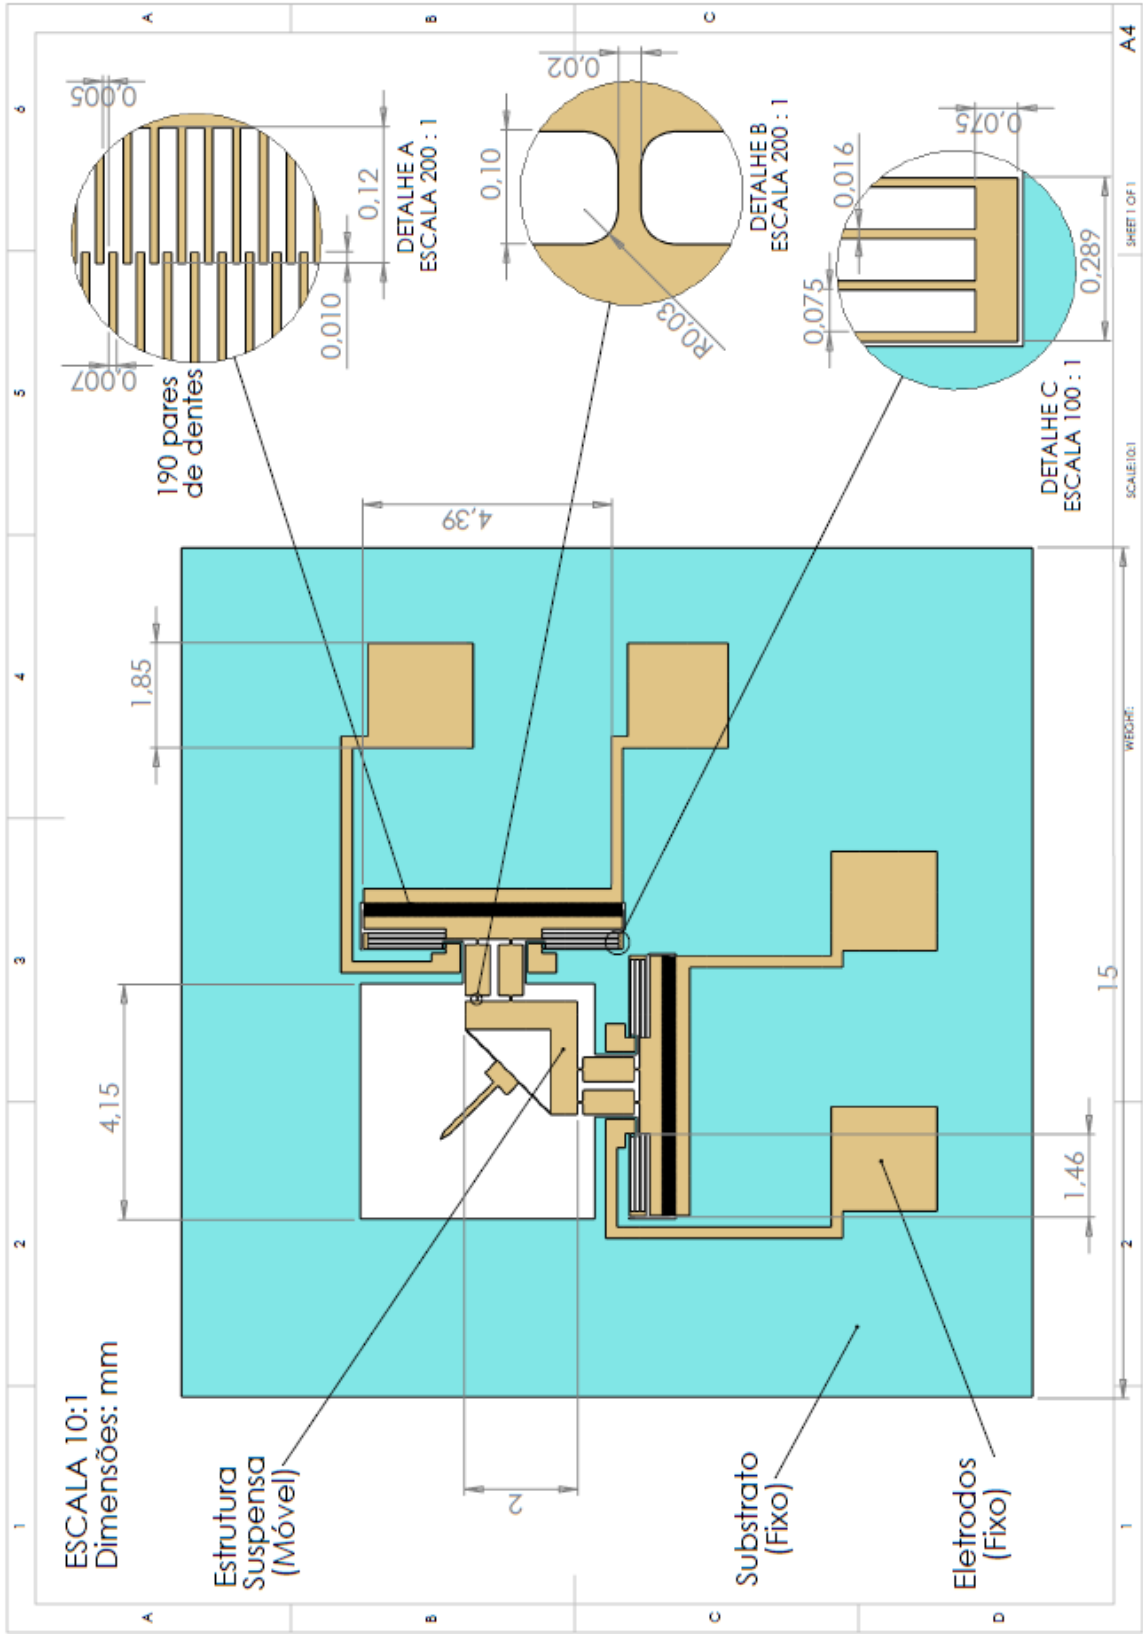 1
2
3
4
5
6
A
B
C
ESCALA 10:1
Dimensões: mm
Estrutura
Suspensa
(Móvel)
Substrato
(Fixo)
Eletrodos
(Fixo)
4,15
1,85
2
4,39
15
1,46
190 pares
de dentes
0,007
0,005
0,010
0,12
DETALHE A
ESCALA 200 : 1
0,10
0,02
R0,03
DETALHE B
ESCALA 200 : 1
0,075
0,016
0,075
0,289
DETALHE C
ESCALA 100 : 1
A
B
C
D
1
2
WEIGHT:
SCALE:10:1
SHEET 1 OF 1
A4